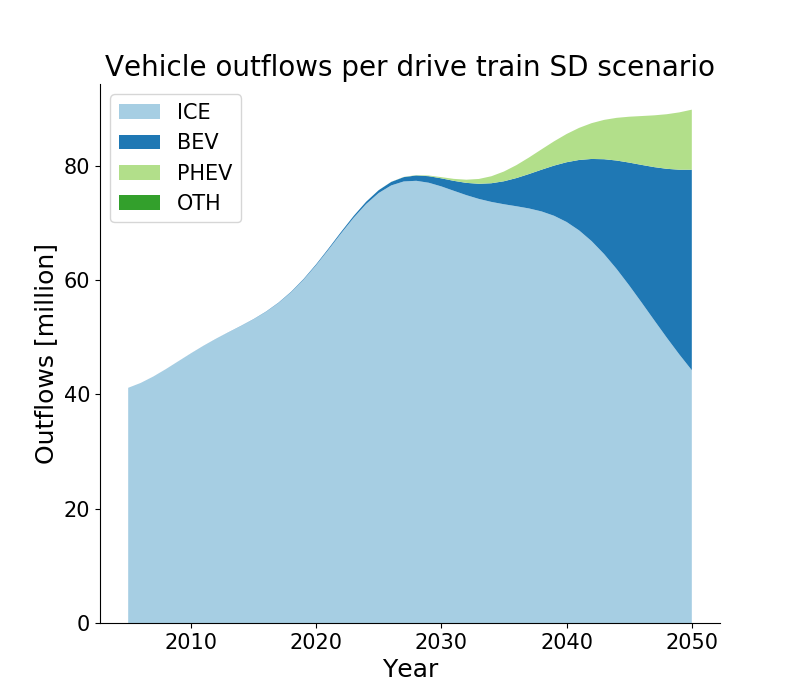 Vehicle outflows per drive train SD scenario
ICE
BEV
PHEV
OTH
Outflows [million]
80
60
40
20
0
2010 2020 2030 2040 2050
Year